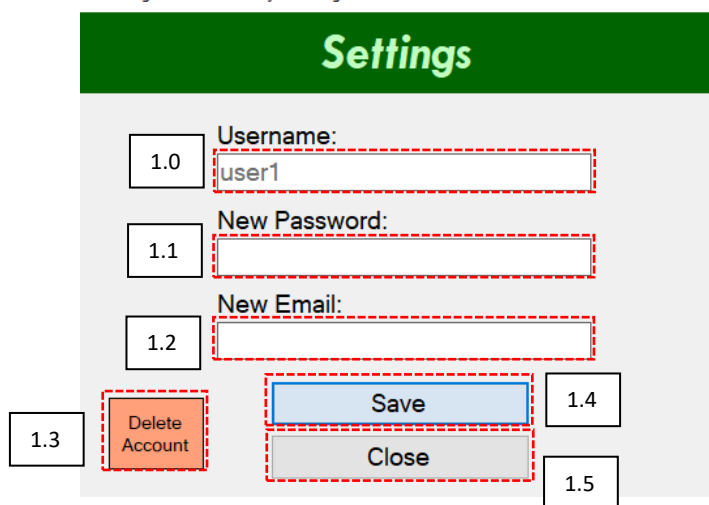 Settings
Username:
1.0
user1
New Password:
1.1
New Email:
1.2
Save
1.4
Delete
Account
1.3
Close
1.5